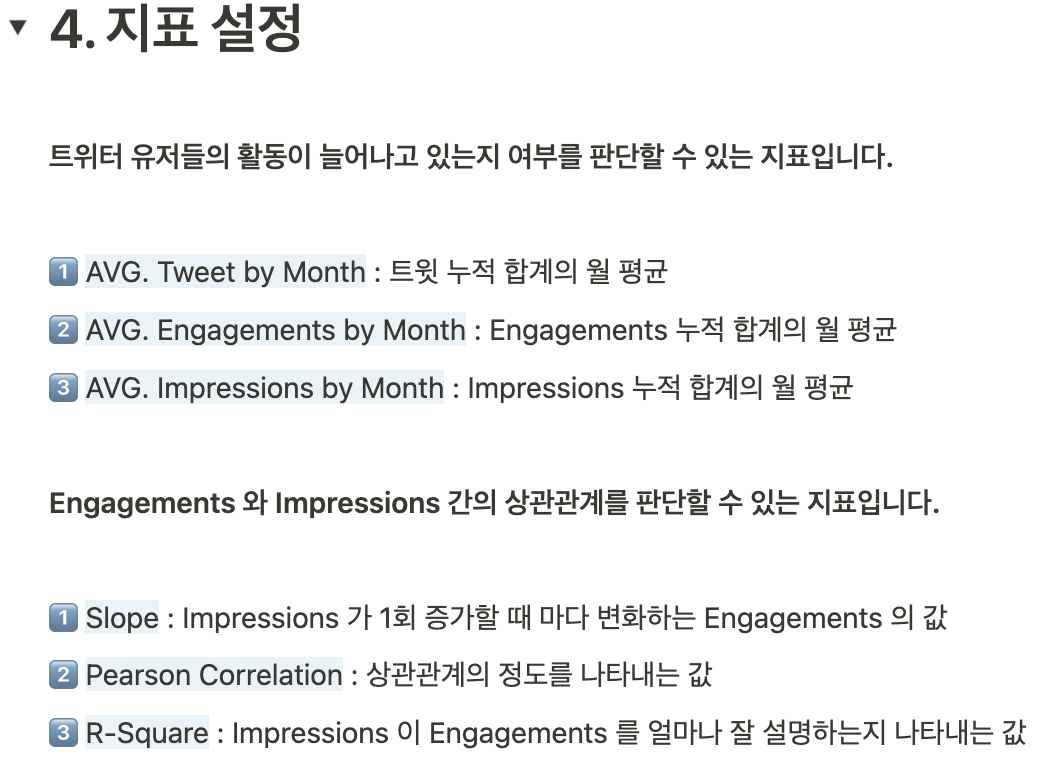 ▼ 4. 지표 설정
트위터 유저들의 활동이 늘어나고 있는지 여부를 판단할 수 있는 지표입니다.
1️⃣ AVG. Tweet by Month : 트윗 누적 합계의 월 평균
2️⃣ AVG. Engagements by Month : Engagements 누적 합계의 월 평균
3️⃣ AVG. Impressions by Month : Impressions 누적 합계의 월 평균
Engagements 와 Impressions 간의 상관관계를 판단할 수 있는 지표입니다.
1️⃣ Slope : Impressions 가 1회 증가할 때 마다 변화하는 Engagements 의 값
2️⃣ Pearson Correlation : 상관관계의 정도를 나타내는 값
3️⃣ R-Square : Impressions 이 Engagements 를 얼마나 잘 설명하는지 나타내는 값